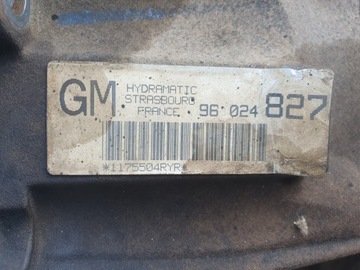 GM HYDRAMATIC
STRASBOURG
FRANCE 96 024 827
*1175504RYR*